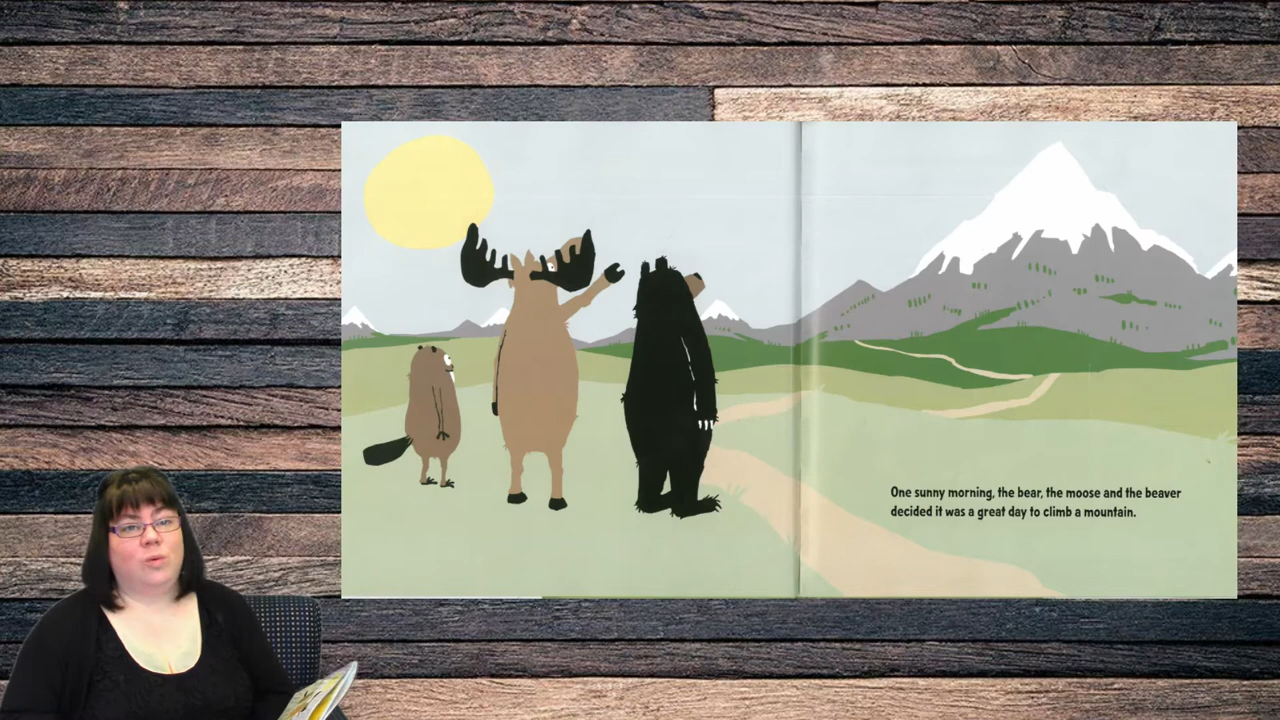 One sunny morning, the bear, the moose and the beaver
decided it was a great day to climb a mountain.